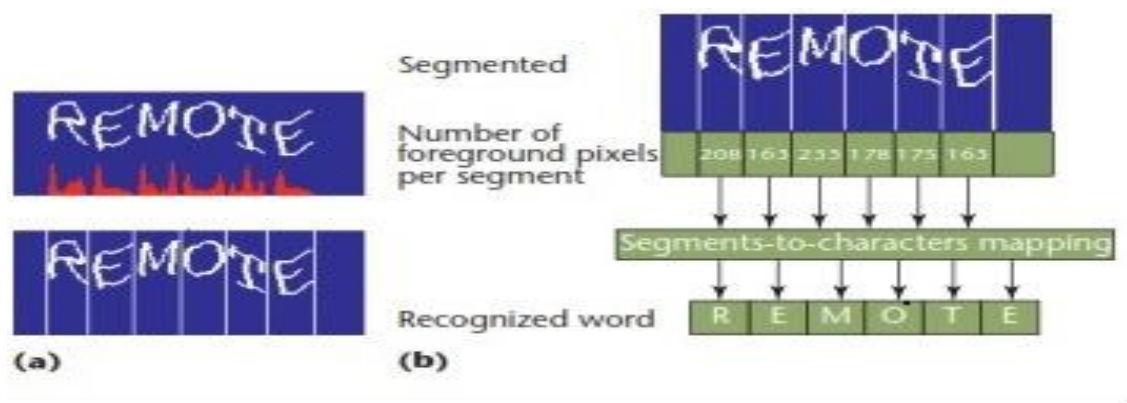 REMOTE
REMOTE
(a)
Segmented
REMOTE
Number of foreground pixels per segment
208 163 233 178 175 163
Segments-to-characters mapping
Recognized word
R E M O T E
(b)